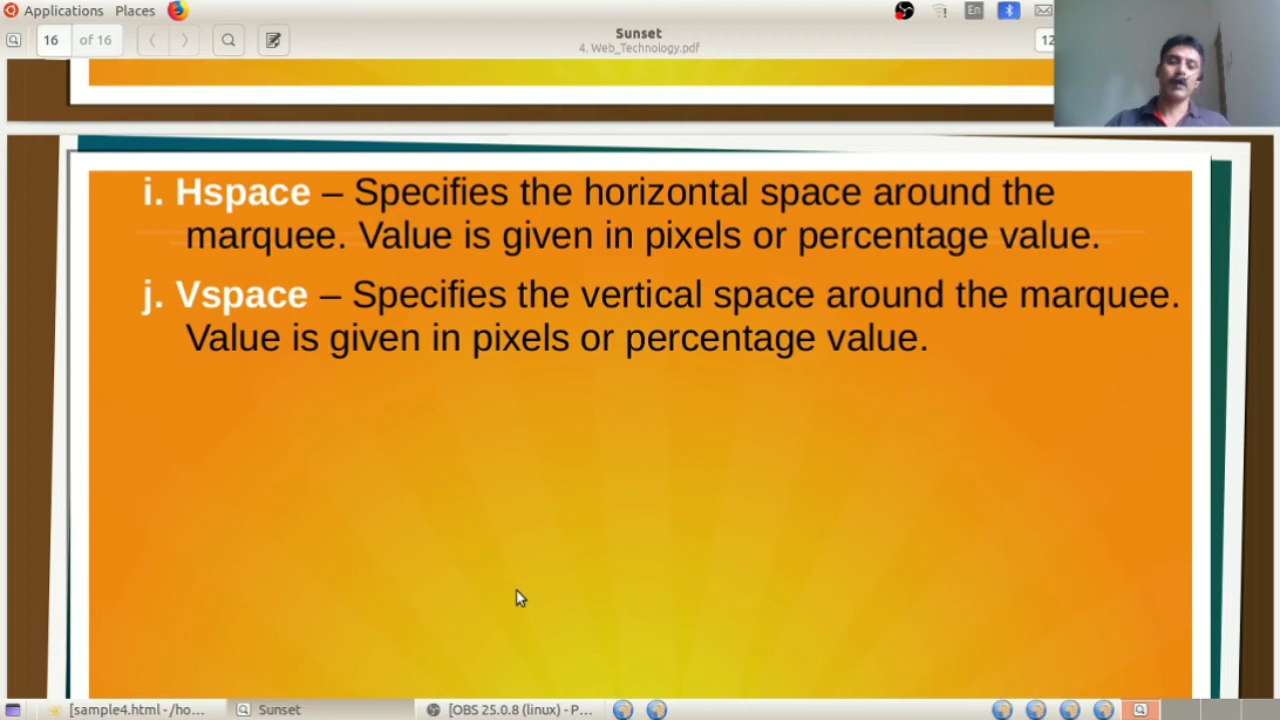 Applications Places En
16 of 16
Sunset
4. Web_Technology.pdf
12
i. Hspace – Specifies the horizontal space around the
marquee. Value is given in pixels or percentage value.
j. Vspace – Specifies the vertical space around the marquee.
Value is given in pixels or percentage value.
[sample4.html - /ho... Sunset [OBS 25.0.8 (linux) - P...